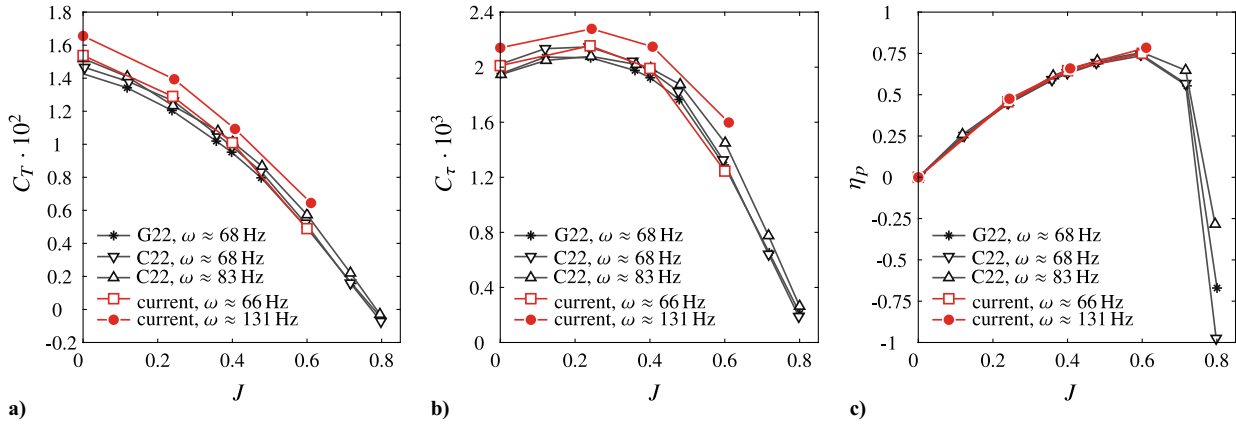 1.8
1.6
1.4
1.2
1.0
0.8
0.6
0.4
0.2
0
-0.2
C_T · 10²
G22, ω ≈ 68 Hz
C22, ω ≈ 68 Hz
C22, ω ≈ 83 Hz
current, ω ≈ 66 Hz
current, ω ≈ 131 Hz
0 0.2 0.4 0.6 0.8
J
a)
2.4
2.0
1.6
1.2
0.8
0.4
0
C_τ · 10³
G22, ω ≈ 68 Hz
C22, ω ≈ 68 Hz
C22, ω ≈ 83 Hz
current, ω ≈ 66 Hz
current, ω ≈ 131 Hz
0 0.2 0.4 0.6 0.8
J
b)
1
0.75
0.5
0.25
0
-0.25
-0.5
-0.75
-1
η_p
G22, ω ≈ 68 Hz
C22, ω ≈ 68 Hz
C22, ω ≈ 83 Hz
current, ω ≈ 66 Hz
current, ω ≈ 131 Hz
0 0.2 0.4 0.6 0.8
J
c)